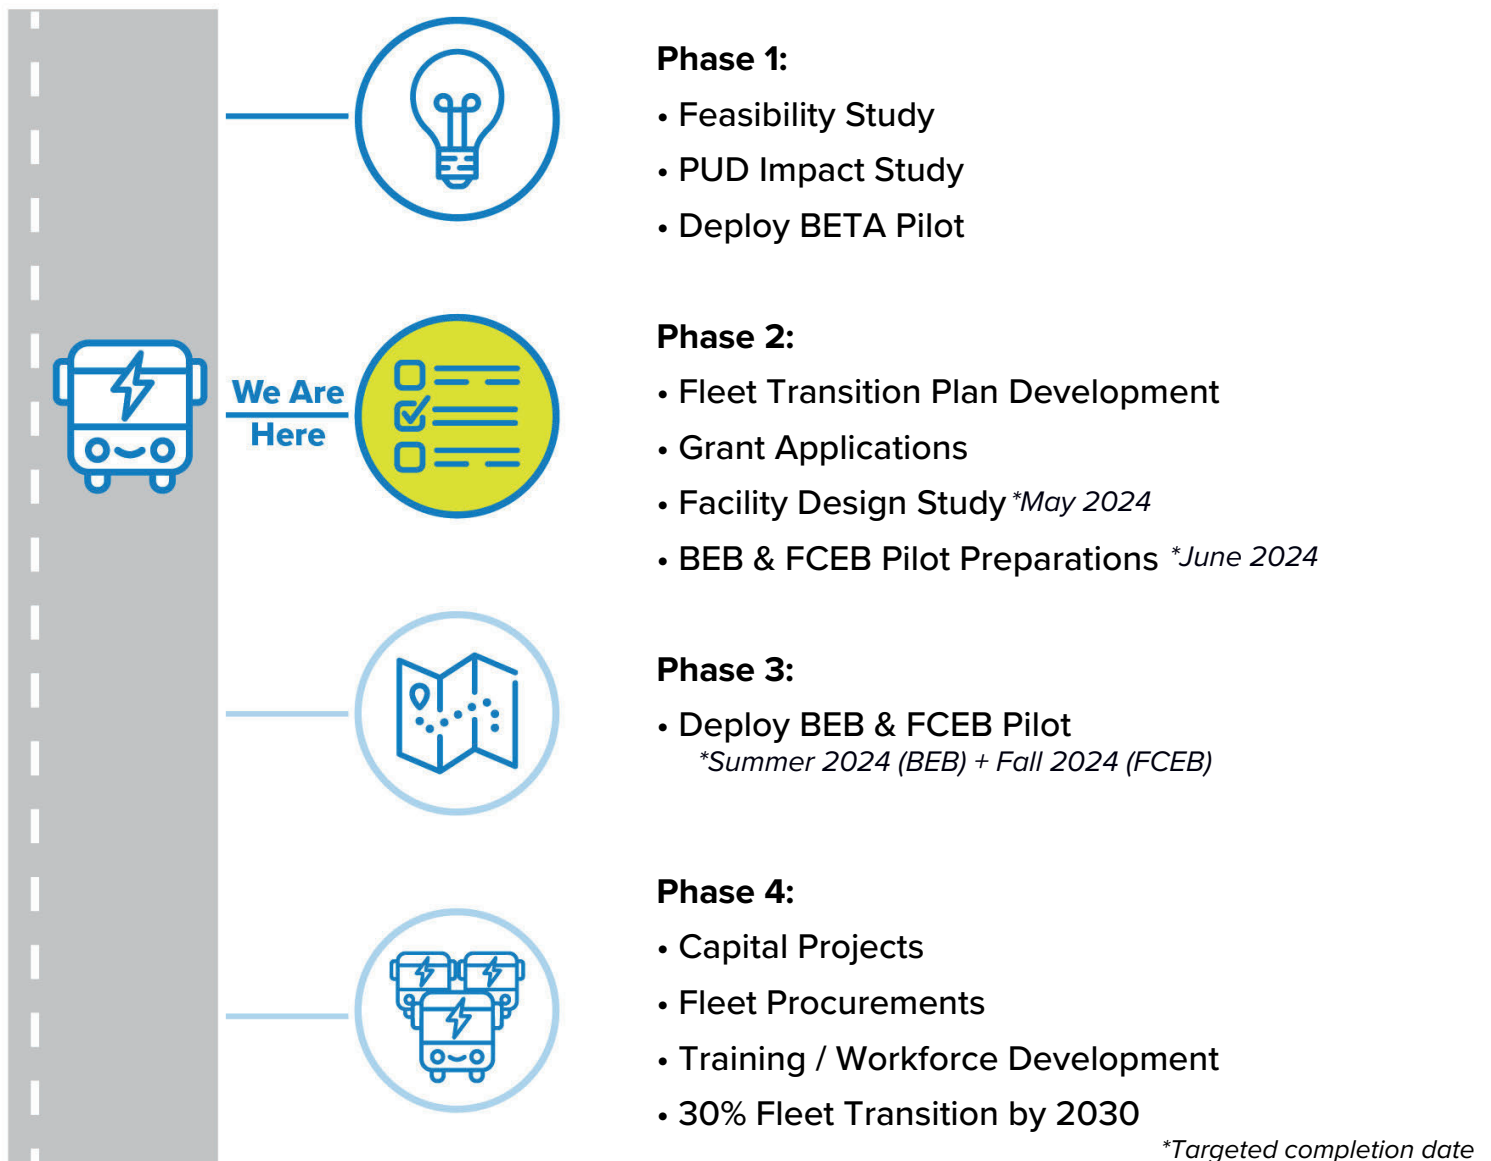 Phase 1:
• Feasibility Study
• PUD Impact Study
• Deploy BETA Pilot
We Are
Here
Phase 2:
• Fleet Transition Plan Development
• Grant Applications
• Facility Design Study *May 2024
• BEB & FCEB Pilot Preparations *June 2024
Phase 3:
• Deploy BEB & FCEB Pilot
*Summer 2024 (BEB) + Fall 2024 (FCEB)
Phase 4:
• Capital Projects
• Fleet Procurements
• Training / Workforce Development
• 30% Fleet Transition by 2030
*Targeted completion date